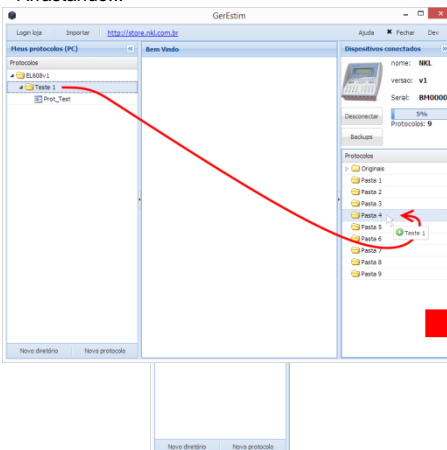 GerEstim
Login loja
Importar
http://store.nkl.com.br
Ajuda
Fechar
Dev
Meus protocolos (PC)
Protocolos
EL608v1
Teste 1
Prot_Text
Bem Vindo
Dispositivos conectados
nome: NKL
versao: v1
Serial: BM0000
Desconectar
5%
Protocolos: 9
Backups
Protocolos
Originais
Pasta 1
Pasta 2
Pasta 3
Pasta 4
Pasta 5
Teste 1
Pasta 6
Pasta 7
Pasta 8
Pasta 9
Novo diretório
Novo protocolo
Novo diretório
Novo protocolo